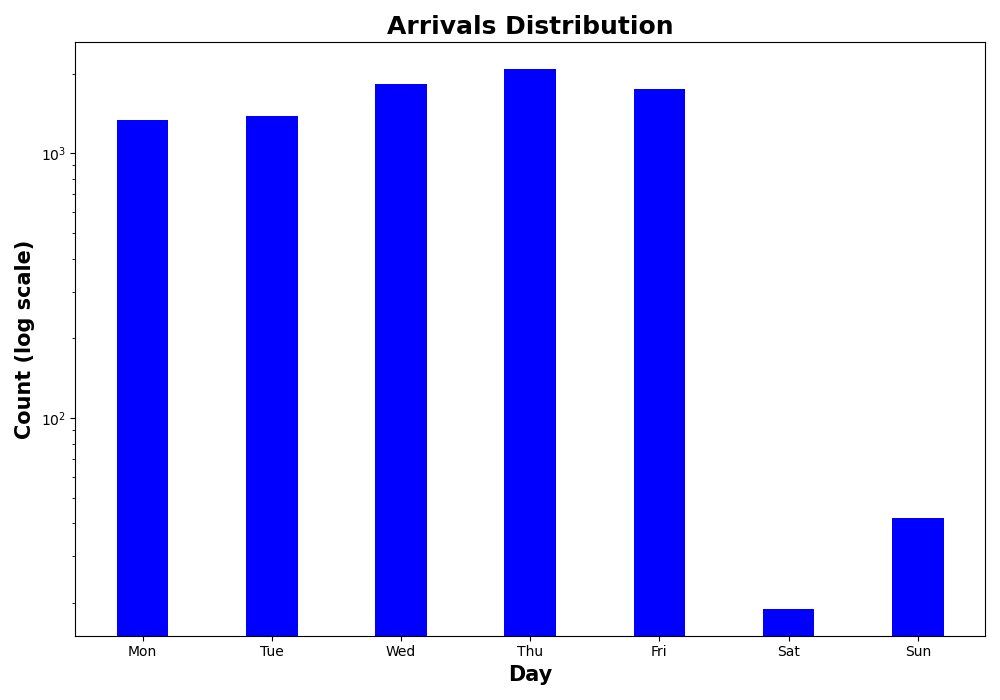 Arrivals Distribution
Count (log scale)
10³
10²
Mon Tue Wed Thu Fri Sat Sun
Day